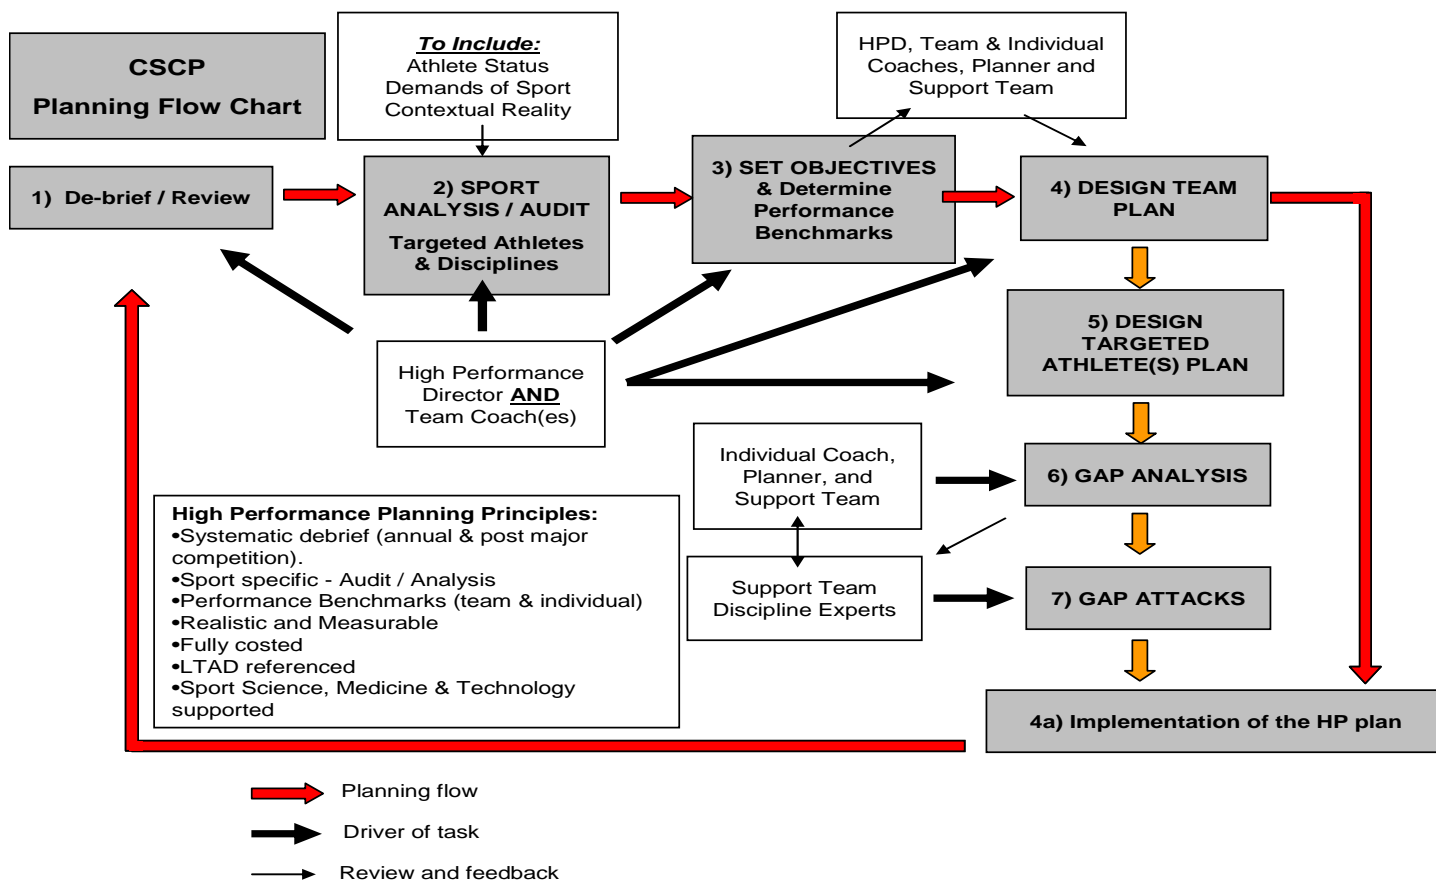 CSCP
Planning Flow Chart
To Include:
Athlete Status
Demands of Sport
Contextual Reality
HPD, Team & Individual
Coaches, Planner and
Support Team
1) De-brief / Review
2) SPORT
ANALYSIS / AUDIT
Targeted Athletes
& Disciplines
3) SET OBJECTIVES
& Determine
Performance
Benchmarks
4) DESIGN TEAM
PLAN
5) DESIGN
TARGETED
ATHLETE(S) PLAN
High Performance
Director AND
Team Coach(es)
Individual Coach,
Planner, and
Support Team
6) GAP ANALYSIS
High Performance Planning Principles:
•Systematic debrief (annual & post major
competition).
•Sport specific - Audit / Analysis
•Performance Benchmarks (team & individual)
•Realistic and Measurable
•Fully costed
•LTAD referenced
•Sport Science, Medicine & Technology
supported
Support Team
Discipline Experts
7) GAP ATTACKS
4a) Implementation of the HP plan
Planning flow
Driver of task
Review and feedback